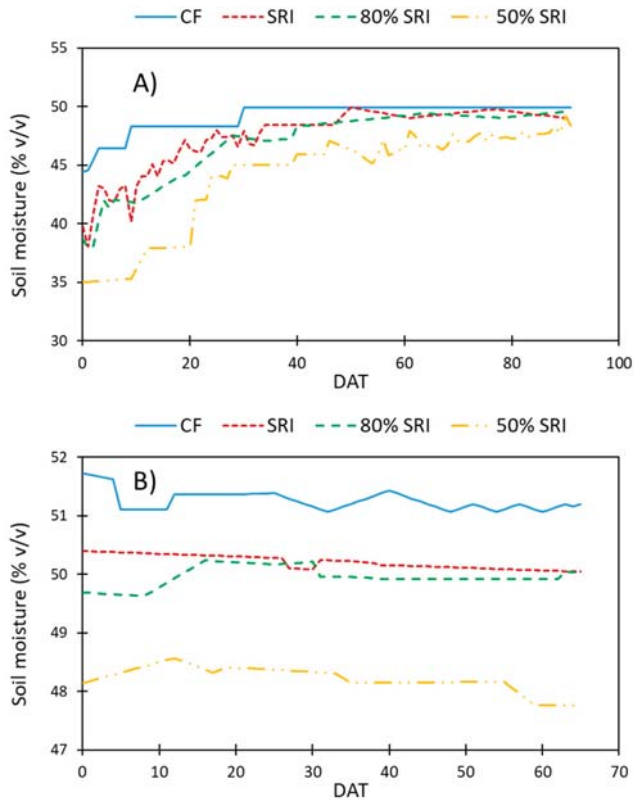 CF SRI 80% SRI 50% SRI
A)
Soil moisture (% v/v)
55
50
45
40
35
30
0 20 40 60 80 100
DAT
CF SRI 80% SRI 50% SRI
B)
Soil moisture (% v/v)
52
51
50
49
48
47
0 10 20 30 40 50 60 70
DAT